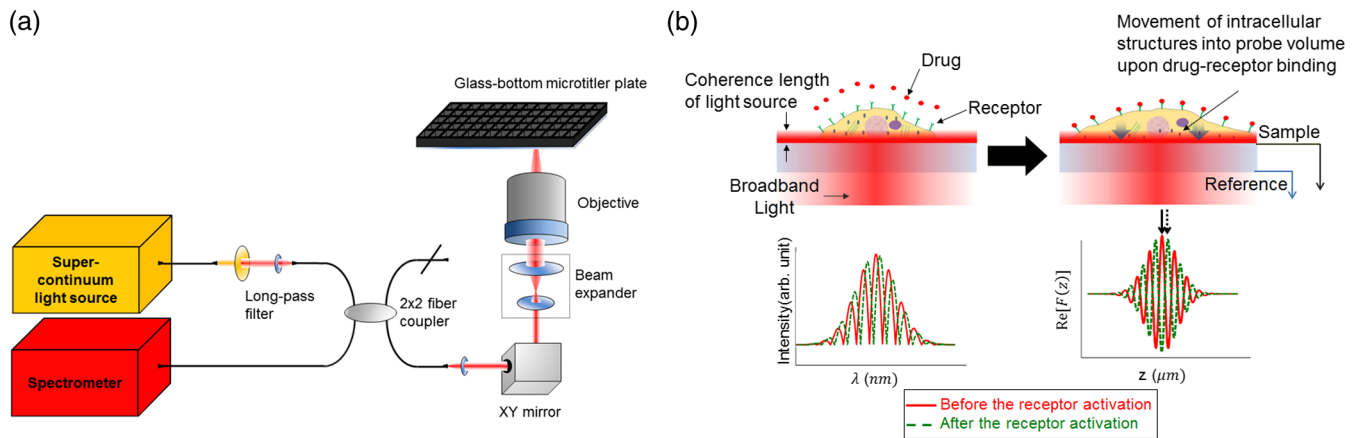 (a)
Glass-bottom microtitler plate
Objective
Beam
expander
Super-
continuum
light source
Long-pass
filter
2x2 fiber
coupler
Spectrometer
XY mirror
(b)
Movement of intracellular
structures into probe volume
upon drug-receptor binding
Drug
Coherence length
of light source
Receptor
Sample
Broadband
Light
Reference
Intensity(arb. unit)
λ (nm)
Re[F(z)]
z (μm)
Before the receptor activation
After the receptor activation